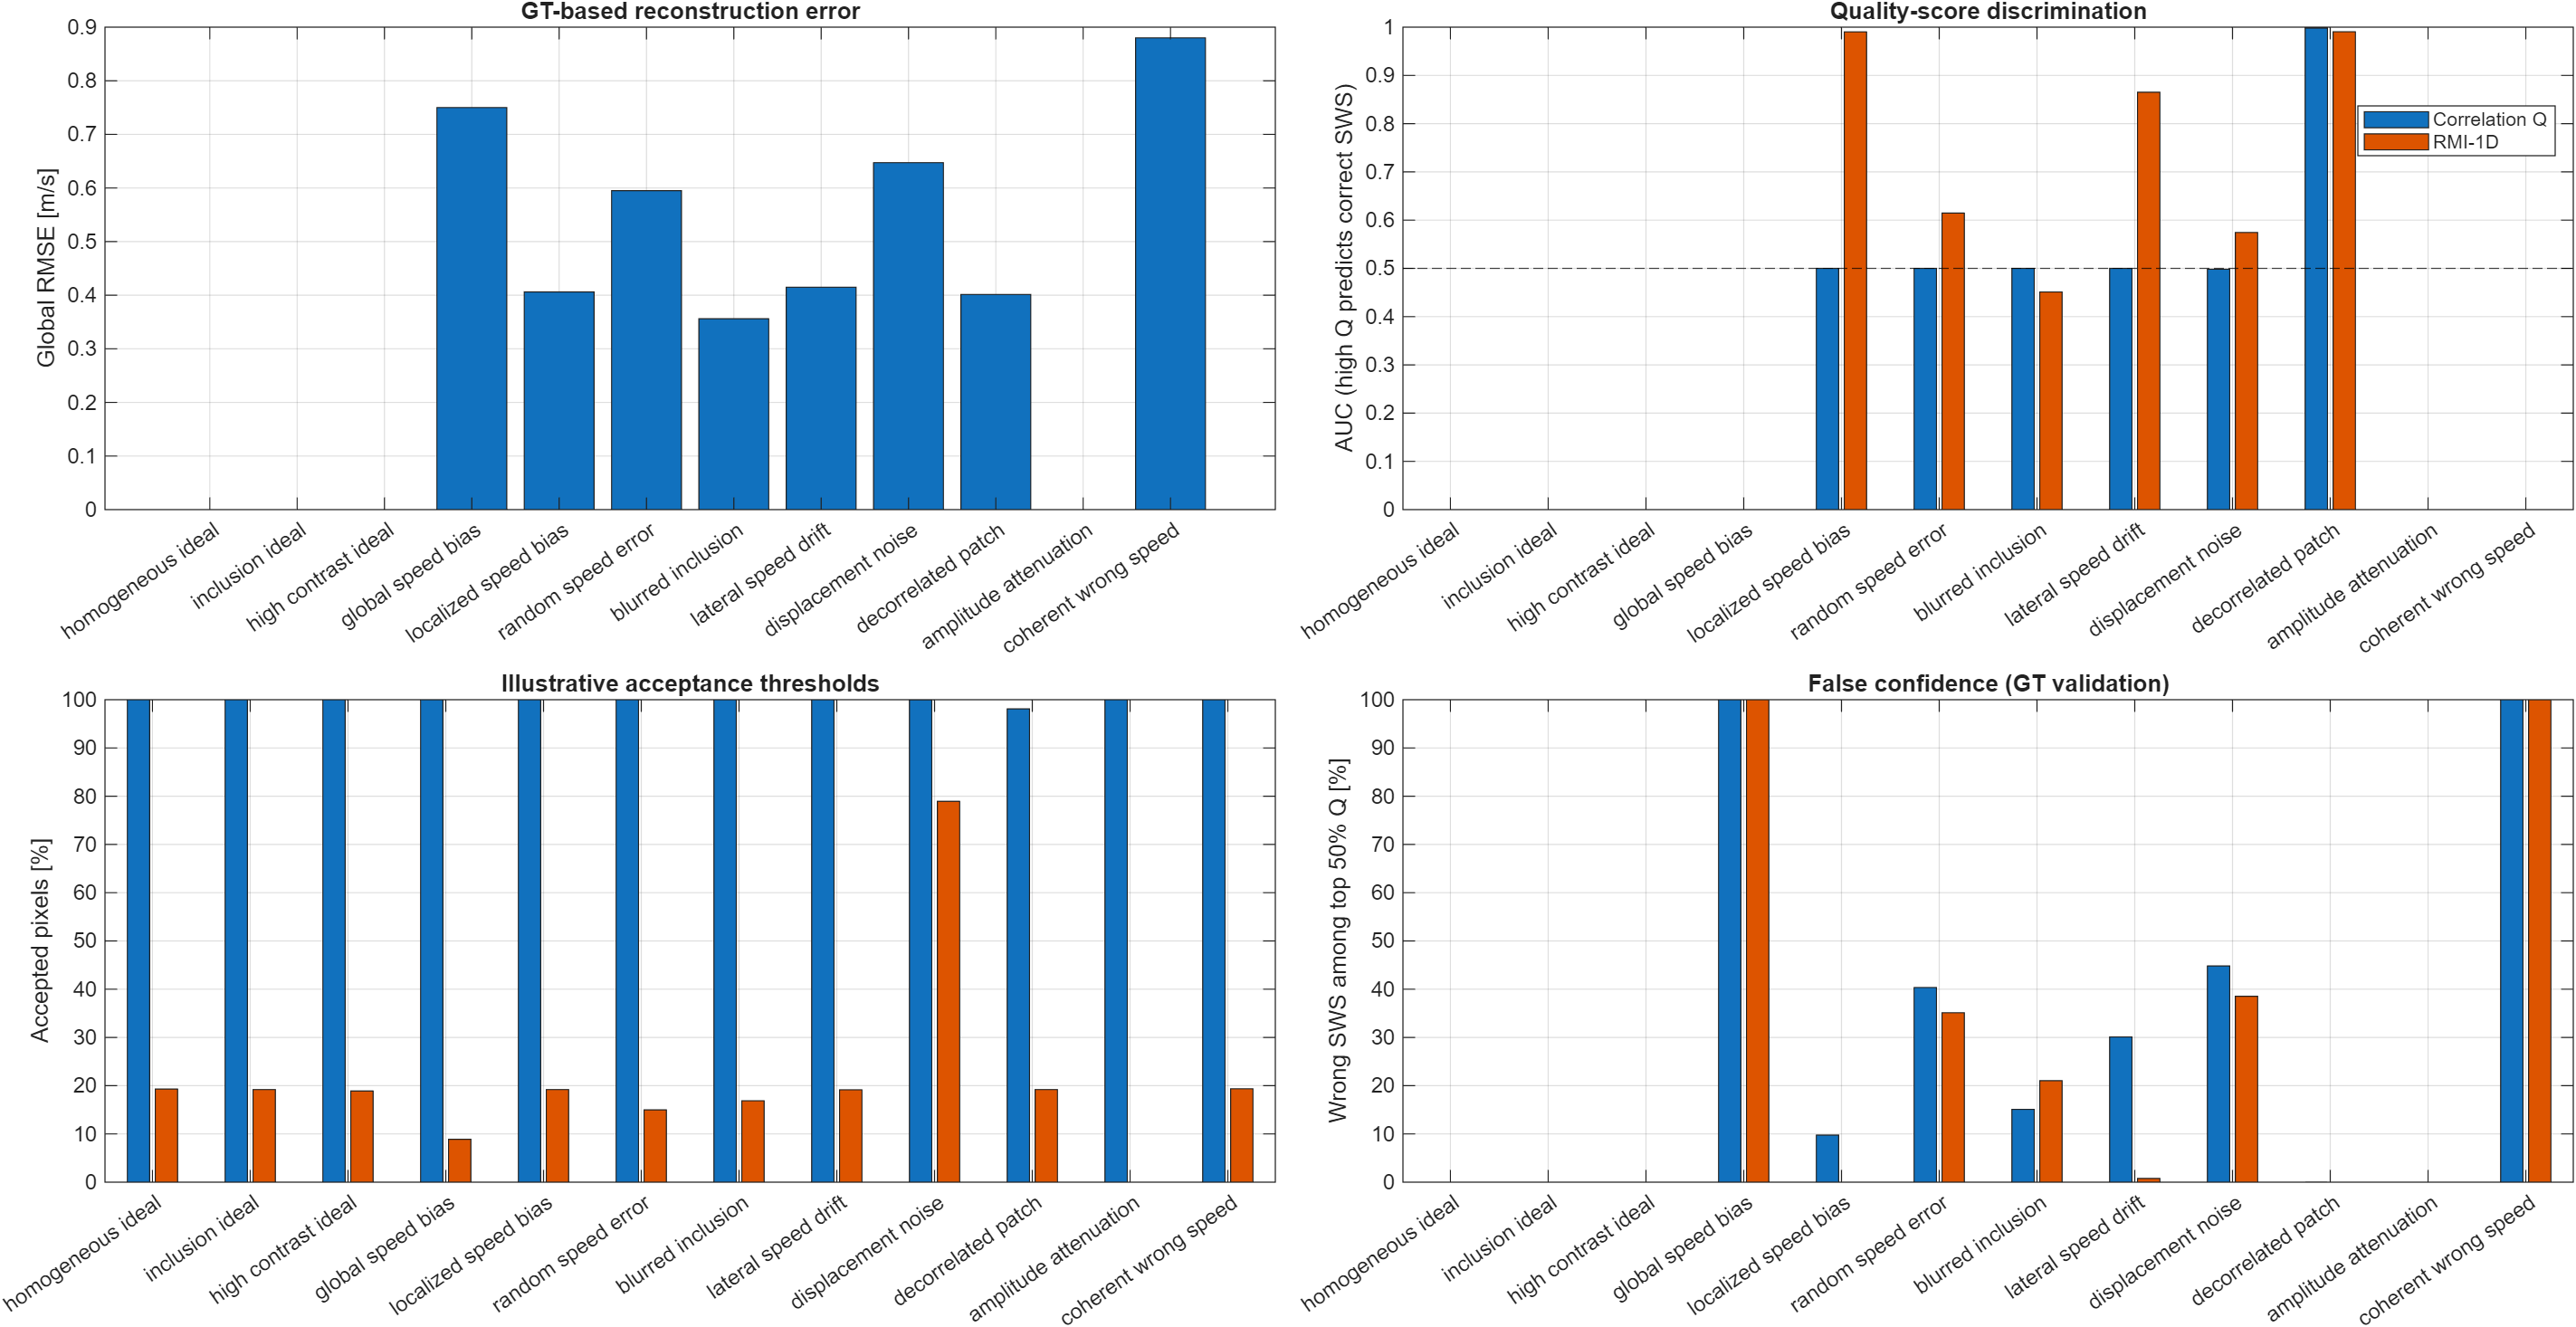 GT-based reconstruction error
Global RMSE [m/s]
0.9
0.8
0.7
0.6
0.5
0.4
0.3
0.2
0.1
0
homogeneous ideal
inclusion ideal
high contrast ideal
global speed bias
localized speed bias
random speed error
blurred inclusion
lateral speed drift
displacement noise
decorrelated patch
amplitude attenuation
coherent wrong speed
Quality-score discrimination
AUC (high Q predicts correct SWS)
1
0.9
0.8
0.7
0.6
0.5
0.4
0.3
0.2
0.1
0
Correlation Q
RMI-1D
homogeneous ideal
inclusion ideal
high contrast ideal
global speed bias
localized speed bias
random speed error
blurred inclusion
lateral speed drift
displacement noise
decorrelated patch
amplitude attenuation
coherent wrong speed
Illustrative acceptance thresholds
Accepted pixels [%]
100
90
80
70
60
50
40
30
20
10
0
homogeneous ideal
inclusion ideal
high contrast ideal
global speed bias
localized speed bias
random speed error
blurred inclusion
lateral speed drift
displacement noise
decorrelated patch
amplitude attenuation
coherent wrong speed
False confidence (GT validation)
Wrong SWS among top 50% Q [%]
100
90
80
70
60
50
40
30
20
10
0
homogeneous ideal
inclusion ideal
high contrast ideal
global speed bias
localized speed bias
random speed error
blurred inclusion
lateral speed drift
displacement noise
decorrelated patch
amplitude attenuation
coherent wrong speed